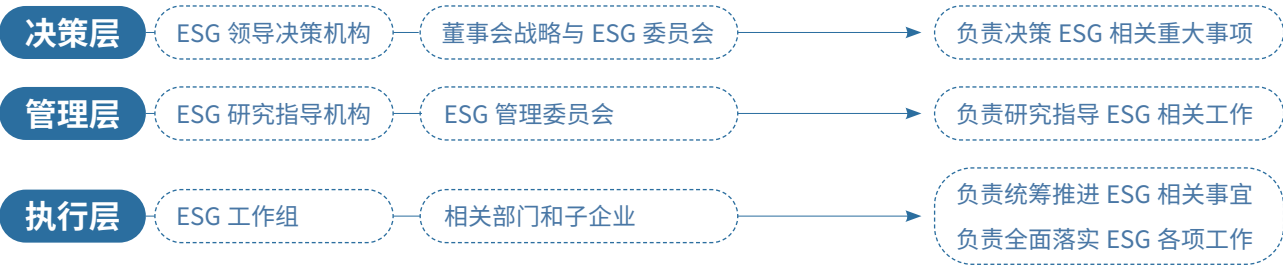 决策层 ESG 领导决策机构 董事会战略与 ESG 委员会 负责决策 ESG 相关重大事项
管理层 ESG 研究指导机构 ESG 管理委员会 负责研究指导 ESG 相关工作
执行层 ESG 工作组 相关部门和子企业 负责统筹推进 ESG 相关事宜
负责全面落实 ESG 各项工作